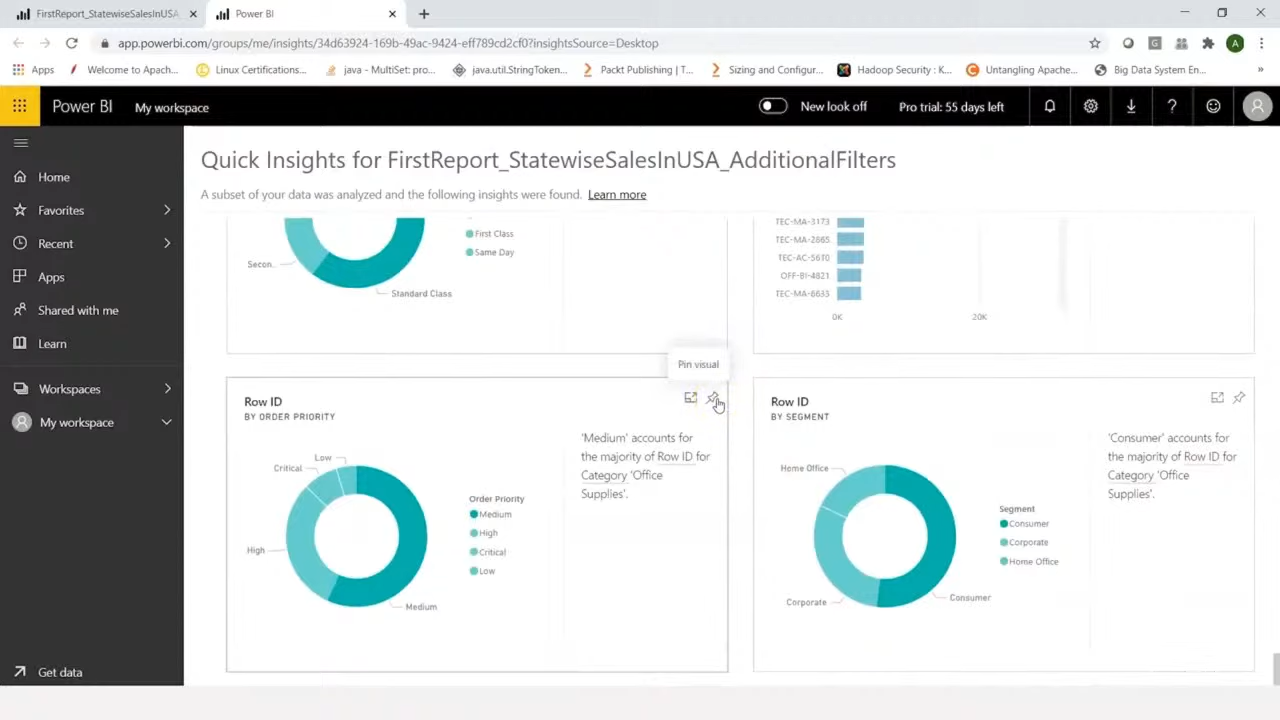 FirstReport_StatewiseSalesInUSA_
Power BI
app.powerbi.com/groups/me/insights/34d63924-169b-49ac-9424-eff789cd2cf0?insightsSource=Desktop
A
Apps
Welcome to Apach...
Linux Certifications...
java - MultiSet: pro...
java.util.StringToken...
Packt Publishing | T...
Sizing and Configur...
Hadoop Security : K...
Untangling Apache...
Big Data System En...
»
Power BI
My workspace
New look off
Pro trial: 55 days left
Home
Favorites
Recent
Apps
Shared with me
Learn
Workspaces
My workspace
Get data
Quick Insights for FirstReport_StatewiseSalesInUSA_AdditionalFilters
A subset of your data was analyzed and the following insights were found. Learn more
First Class
Same Day
Secon...
Standard Class
TEC-MA-3173
TEC-MA-2865
TEC-AC-5610
OFF-BI-4821
TEC-MA-6635
0K
20K
Pin visual
Row ID
BY ORDER PRIORITY
Low
Critical
High
Medium
Order Priority
Medium
High
Critical
Low
'Medium' accounts for
the majority of Row ID for
Category 'Office
Supplies'.
Row ID
BY SEGMENT
Home Office
Corporate
Consumer
Segment
Consumer
Corporate
Home Office
'Consumer' accounts for
the majority of Row ID for
Category 'Office
Supplies'.